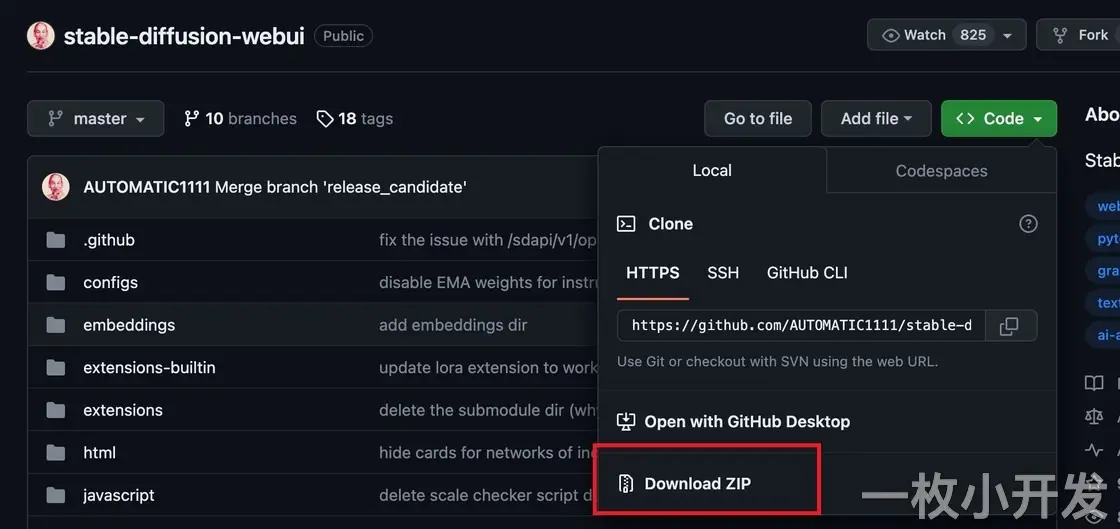 stable-diffusion-webui Public
Watch 825
Fork
master 10 branches 18 tags
Go to file Add file Code
AUTOMATIC1111 Merge branch 'release_candidate'
.github fix the issue with /sdapi/v1/op
configs disable EMA weights for instr
embeddings add embeddings dir
extensions-builtin update lora extension to work
extensions delete the submodule dir (why
html hide cards for networks of in
javascript delete scale checker script d
Local Codespaces
Clone
HTTPS SSH GitHub CLI
https://github.com/AUTOMATIC1111/stable-d
Use Git or checkout with SVN using the web URL.
Open with GitHub Desktop
Download ZIP
Abo
Stab
web
pyto
gra
text
ai-a
一枚小开发